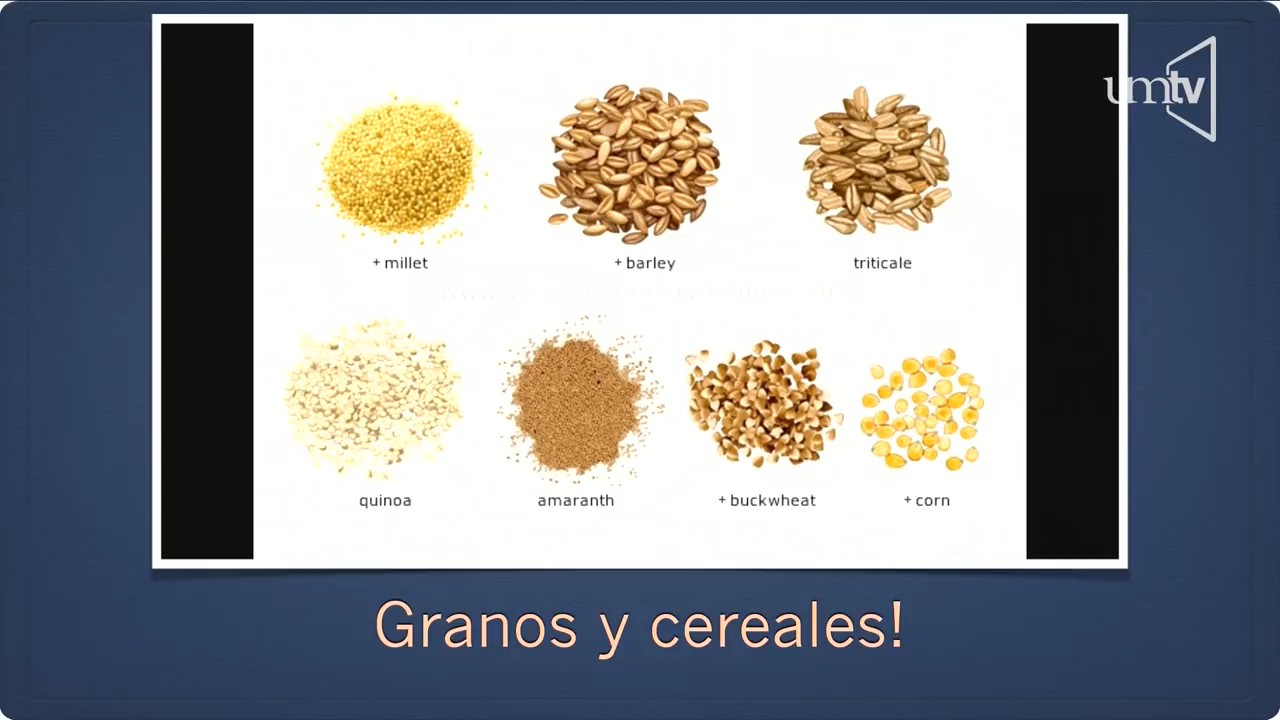 umtv
+ millet
+ barley
triticale
quinoa
amaranth
+ buckwheat
+ corn
Granos y cereales!